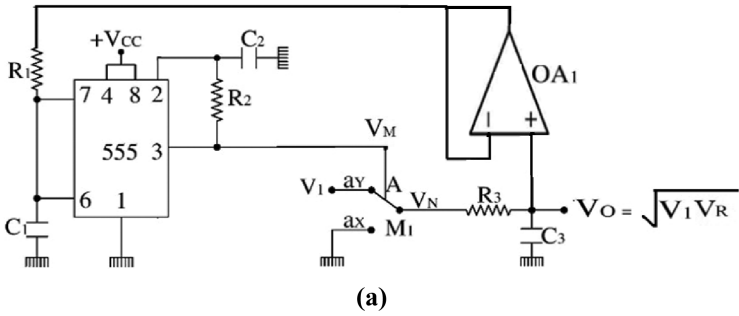 +VCC
C2
R1
OA1
7 4 8 2
R2
555 3
VM
V1 aY A VN R3 VO = √V1VR
6 1
aX M1
C1
C3
(a)